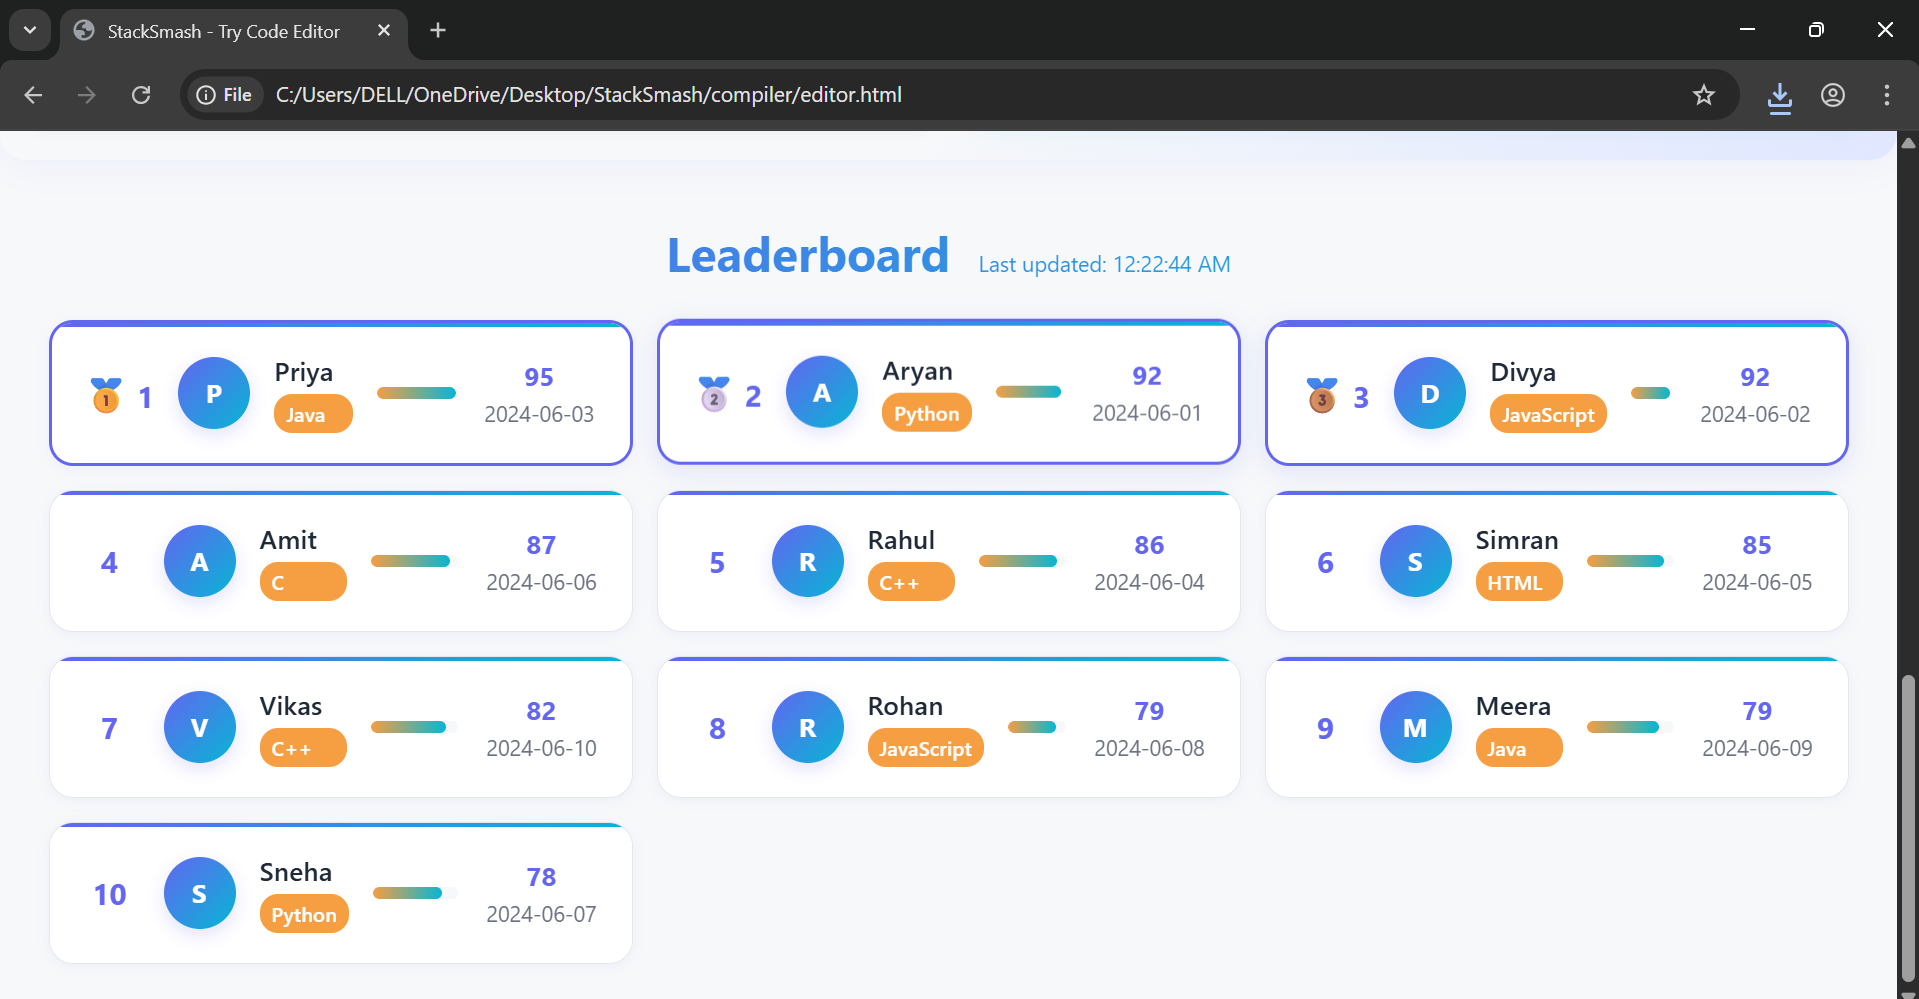 StackSmash - Try Code Editor
File
C:/Users/DELL/OneDrive/Desktop/StackSmash/compiler/editor.html
Leaderboard
Last updated: 12:22:44 AM
1
1
P
Priya
Java
95
2024-06-03
2
2
A
Aryan
Python
92
2024-06-01
3
3
D
Divya
JavaScript
92
2024-06-02
4
A
Amit
C
87
2024-06-06
5
R
Rahul
C++
86
2024-06-04
6
S
Simran
HTML
85
2024-06-05
7
V
Vikas
C++
82
2024-06-10
8
R
Rohan
JavaScript
79
2024-06-08
9
M
Meera
Java
79
2024-06-09
10
S
Sneha
Python
78
2024-06-07